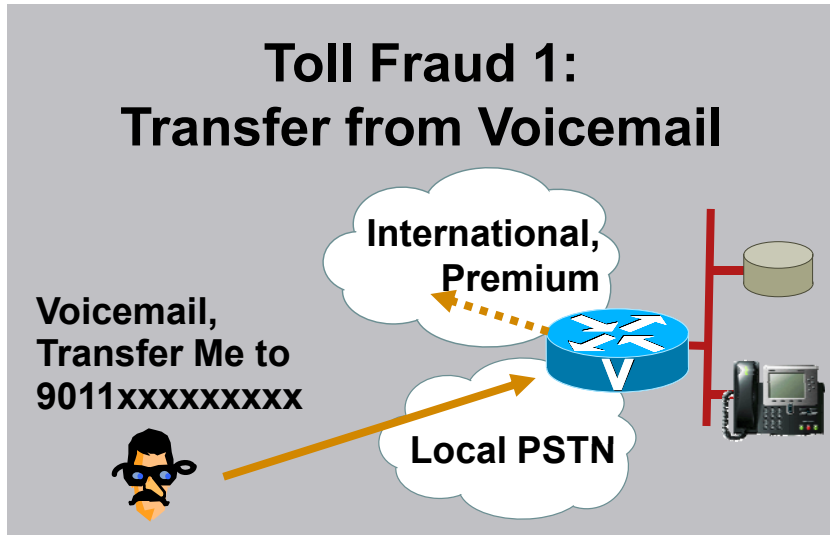 Toll Fraud 1:
Transfer from Voicemail
International,
Premium
Voicemail,
Transfer Me to
9011xxxxxxxxx
V
Local PSTN